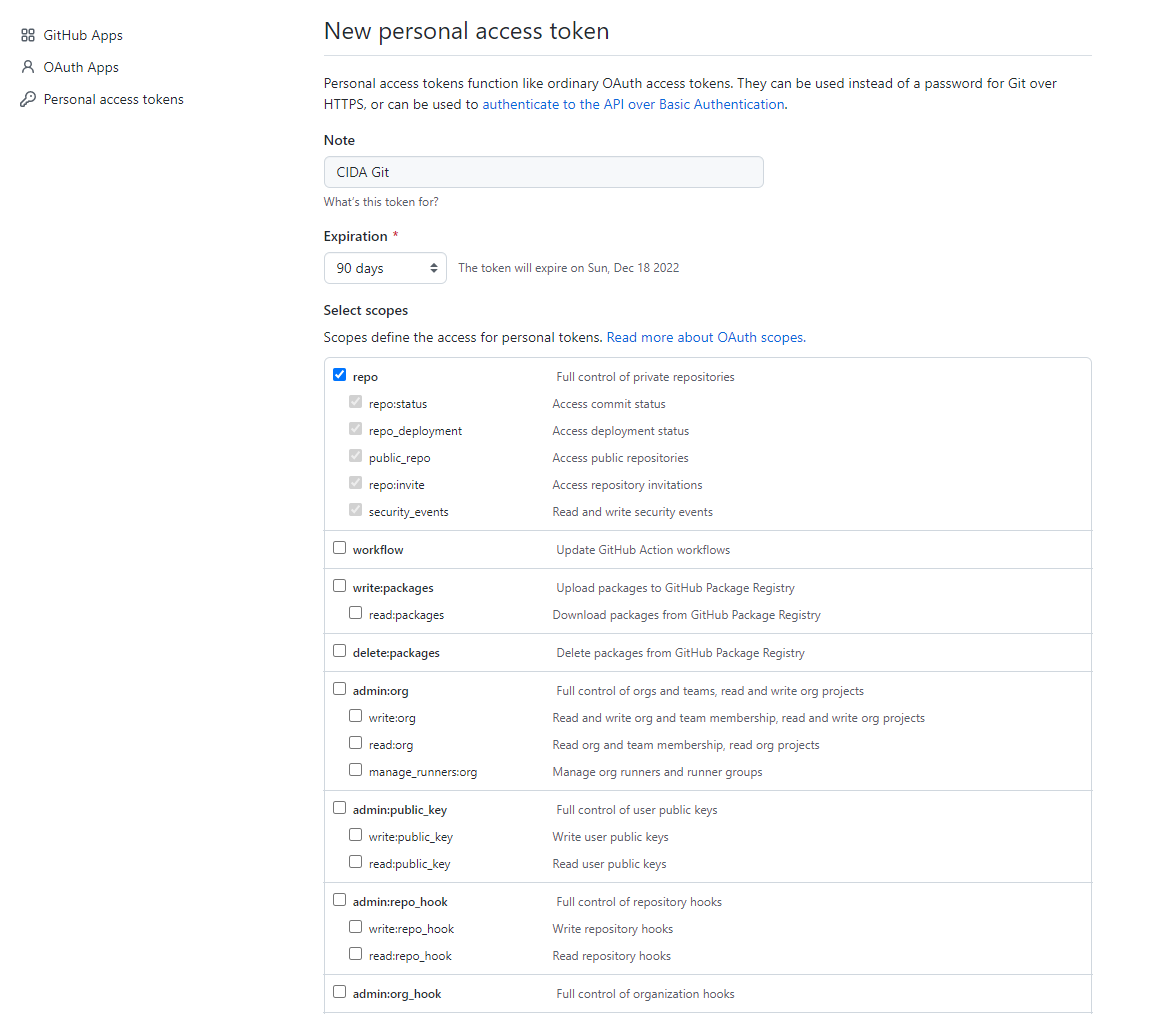 GitHub Apps
OAuth Apps
Personal access tokens
New personal access token
Personal access tokens function like ordinary OAuth access tokens. They can be used instead of a password for Git over
HTTPS, or can be used to authenticate to the API over Basic Authentication.
Note
CIDA Git
What's this token for?
Expiration *
90 days The token will expire on Sun, Dec 18 2022
Select scopes
Scopes define the access for personal tokens. Read more about OAuth scopes.
repo Full control of private repositories
repo:status Access commit status
repo_deployment Access deployment status
public_repo Access public repositories
repo:invite Access repository invitations
security_events Read and write security events
workflow Update GitHub Action workflows
write:packages Upload packages to GitHub Package Registry
read:packages Download packages from GitHub Package Registry
delete:packages Delete packages from GitHub Package Registry
admin:org Full control of orgs and teams, read and write org projects
write:org Read and write org and team membership, read and write org projects
read:org Read org and team membership, read org projects
manage_runners:org Manage org runners and runner groups
admin:public_key Full control of user public keys
write:public_key Write user public keys
read:public_key Read user public keys
admin:repo_hook Full control of repository hooks
write:repo_hook Write repository hooks
read:repo_hook Read repository hooks
admin:org_hook Full control of organization hooks